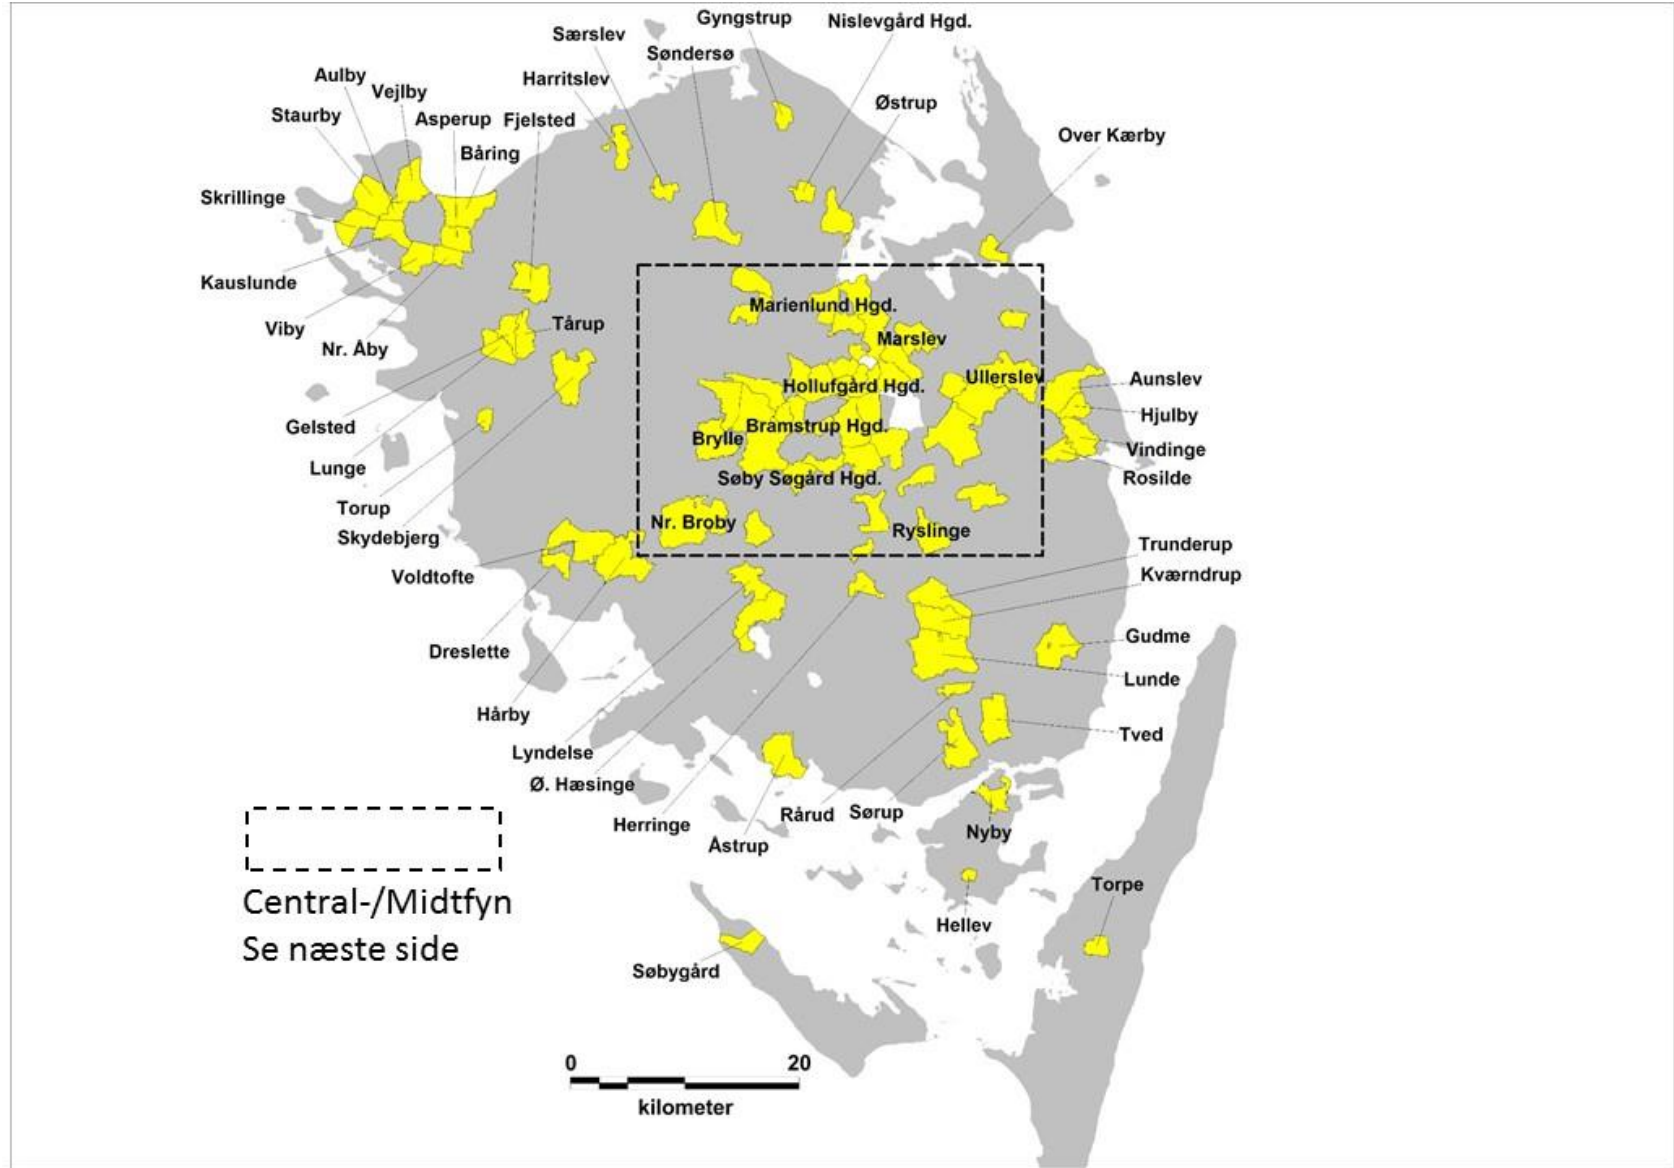 Gyngstrup
Nislevgård Hgd.
Særslev
Søndersø
Aulby
Vejlby
Harritslev
Staurby
Asperup
Fjelsted
Østrup
Båring
Over Kærby
Skrillinge
Kauslunde
Viby
Nr. Åby
Tårup
Marienlund Hgd.
Marslev
Ullerslev
Hollufgård Hgd.
Aunslev
Hjulby
Gelsted
Bramstrup Hgd.
Brylle
Vindinge
Lunge
Søby Søgård Hgd.
Rosilde
Torup
Skydebjerg
Nr. Broby
Ryslinge
Trunderup
Voldtofte
Kværndrup
Dreslette
Gudme
Lunde
Hårby
Tved
Lyndelse
Ø. Hæsinge
Herringe
Rårud
Sørup
Åstrup
Nyby
Torpe
Hellev
Søbygård
Central-/Midtfyn
Se næste side
0 20
kilometer